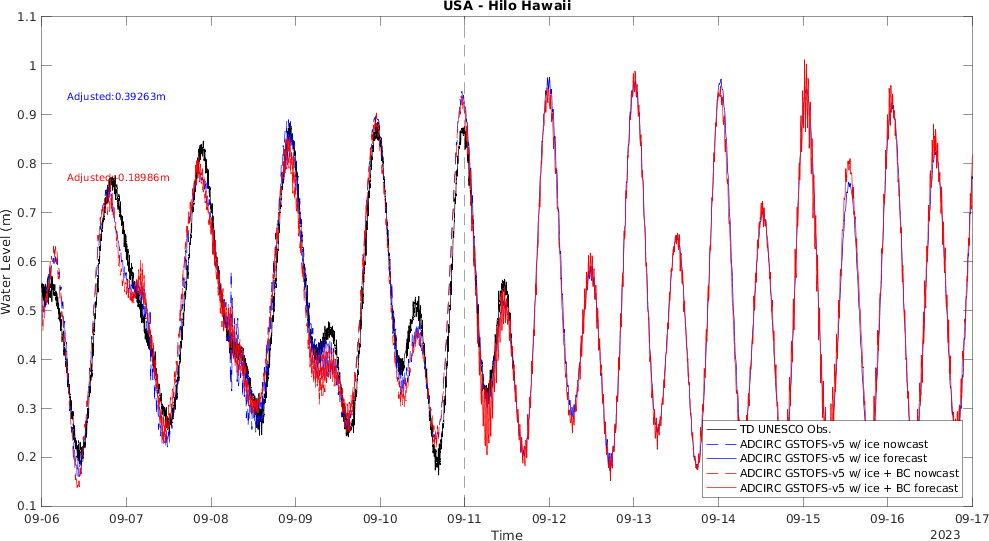 USA - Hilo Hawaii
1.1
1
0.9
0.8
0.7
0.6
0.5
0.4
0.3
0.2
0.1
Water Level (m)
Adjusted:0.39263m
Adjusted:-0.18986m
TD UNESCO Obs.
ADCIRC GSTOFS-v5 w/ ice nowcast
ADCIRC GSTOFS-v5 w/ ice forecast
ADCIRC GSTOFS-v5 w/ ice + BC nowcast
ADCIRC GSTOFS-v5 w/ ice + BC forecast
09-06 09-07 09-08 09-09 09-10 09-11 09-12 09-13 09-14 09-15 09-16 09-17
Time
2023